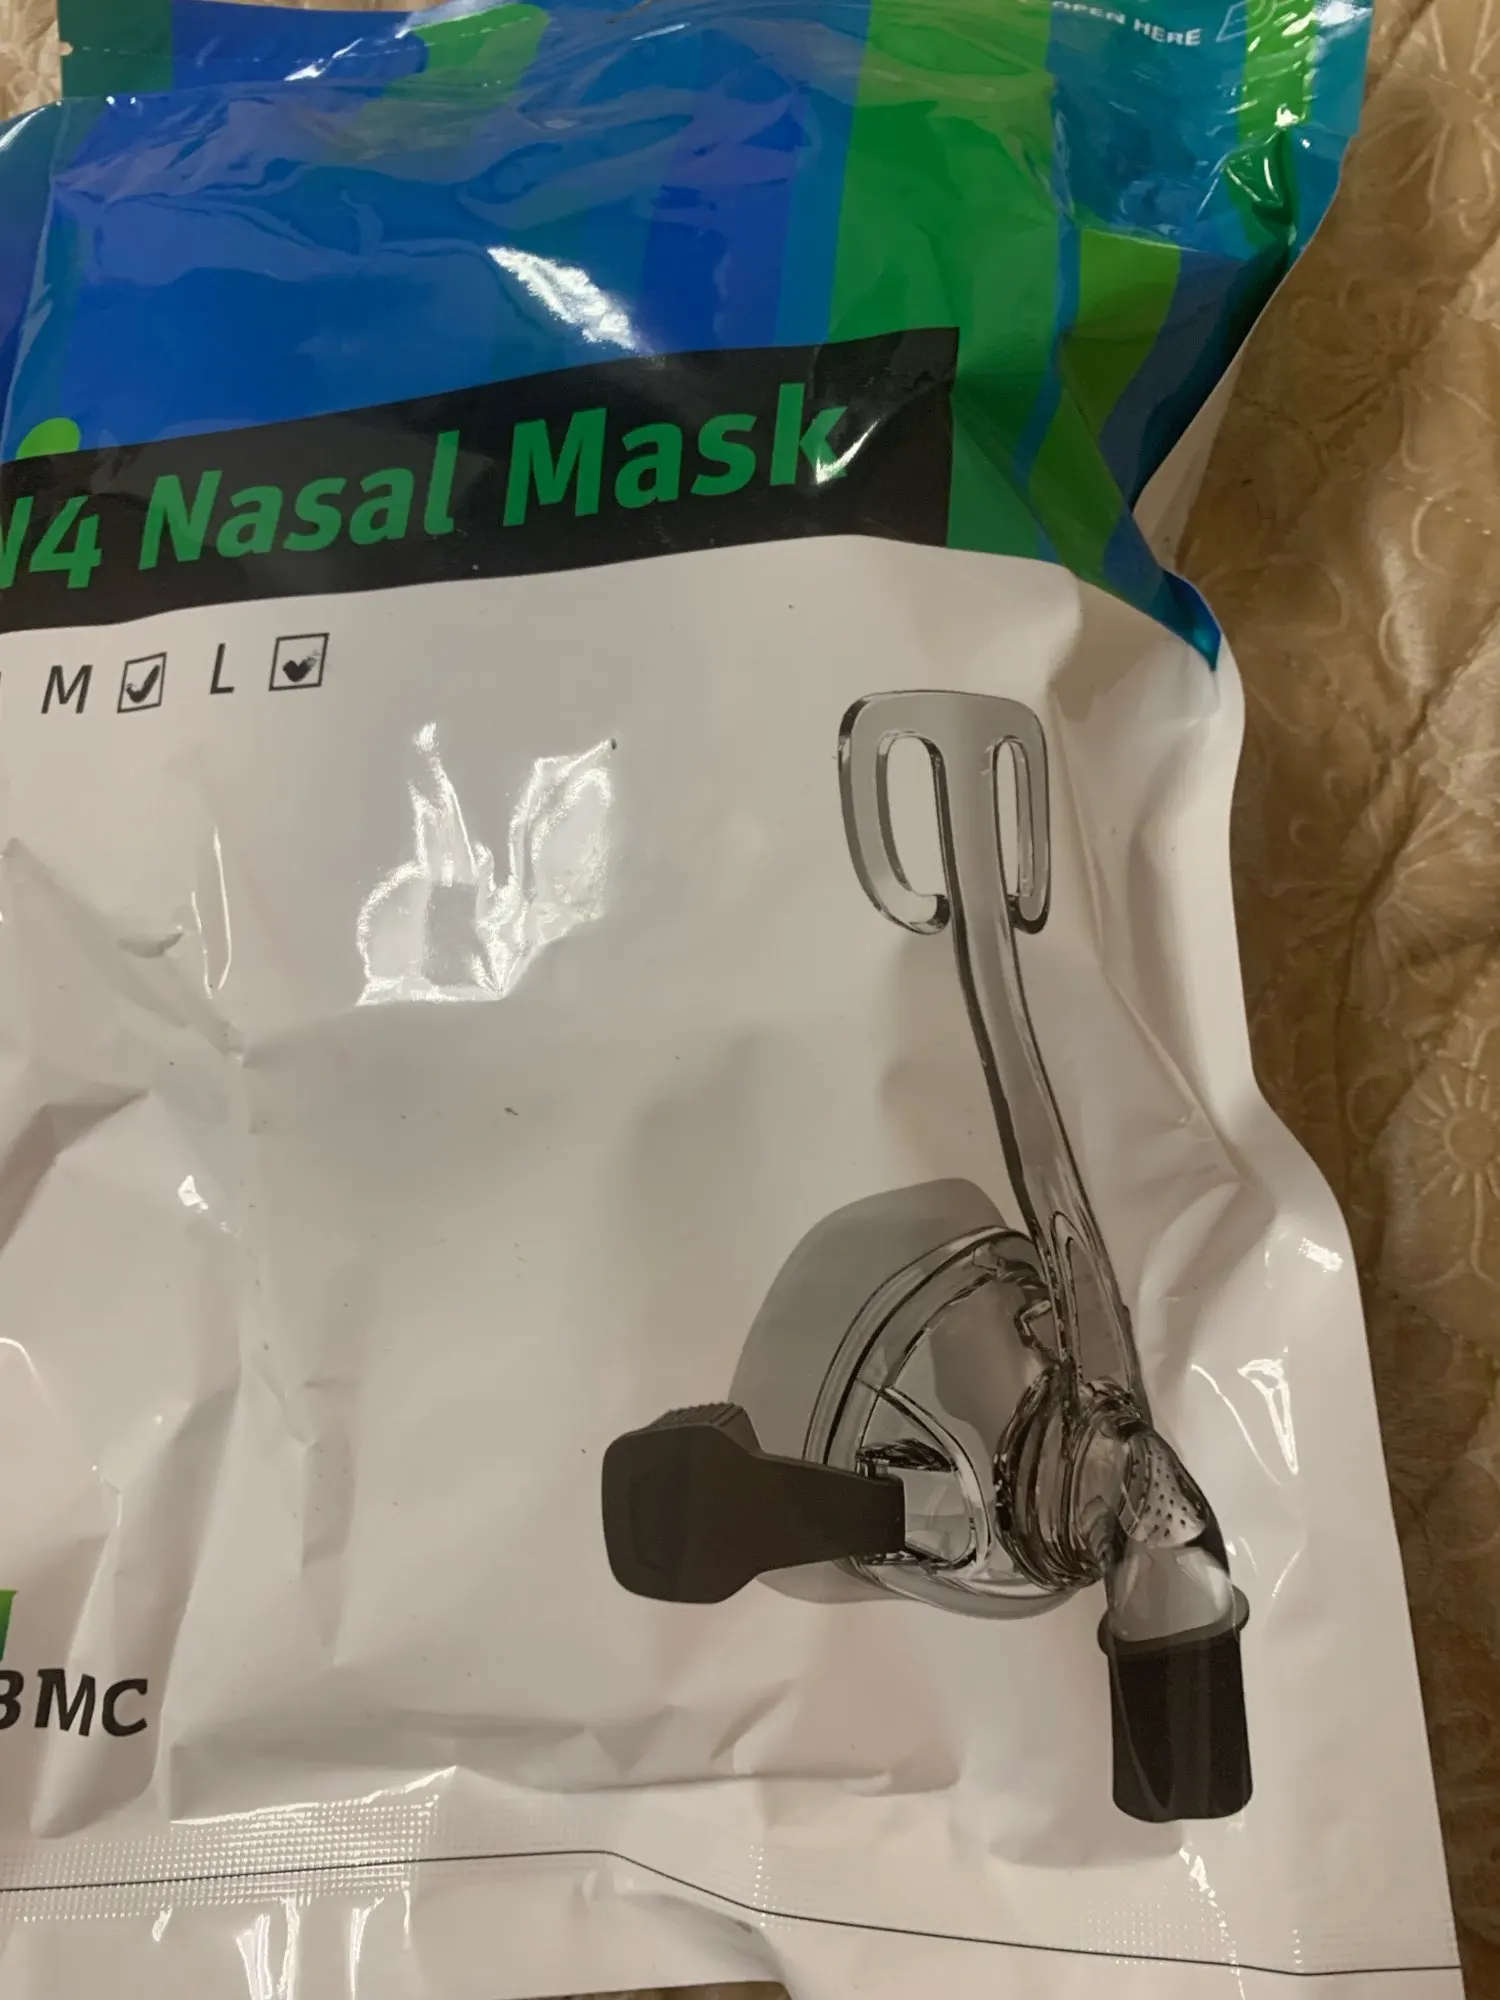 OPEN HERE
N4 Nasal Mask
M ☑ L ☑
BMC